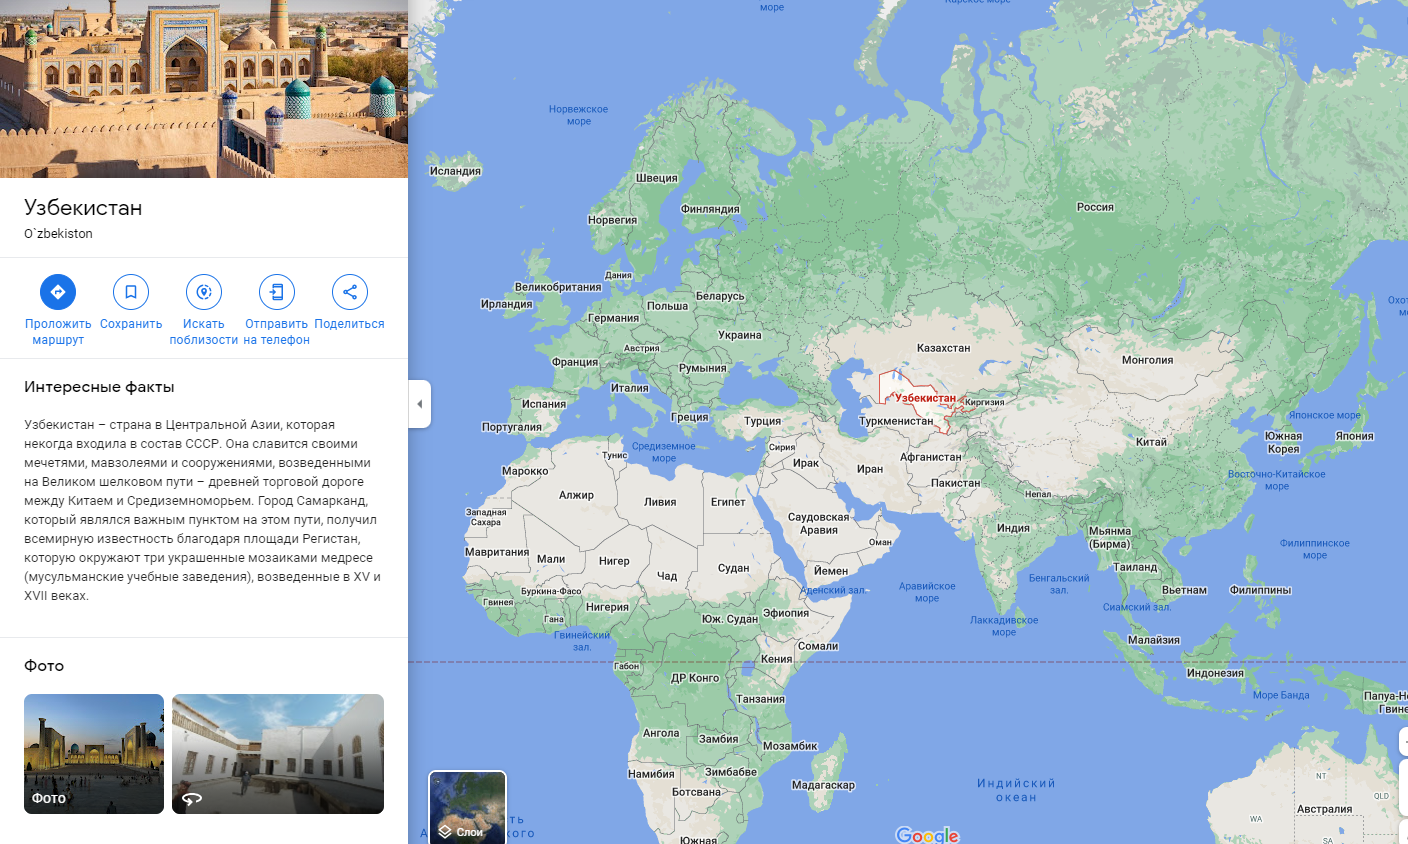 Узбекистан
O`zbekiston
Проложить
маршрут
Сохранить
Искать
поблизости
Отправить
на телефон
Поделиться
Интересные факты
Узбекистан – страна в Центральной Азии, которая
некогда входила в состав СССР. Она славится своими
мечетями, мавзолеями и сооружениями, возведенными
на Великом шелковом пути – древней торговой дороге
между Китаем и Средиземноморьем. Город Самарканд,
который являлся важным пунктом на этом пути, получил
всемирную известность благодаря площади Регистан,
которую окружают три украшенные мозаиками медресе
(мусульманские учебные заведения), возведенные в XV и
XVII веках.
Фото
Фото
море
Норвежское
море
Исландия
Швеция
Норвегия
Финляндия
Россия
Дания
Великобритания
Ирландия
Польша
Беларусь
Германия
Украина
Австрия
Франция
Румыния
Италия
Испания
Португалия
Греция
Турция
Казахстан
Монголия
Узбекистан
Киргизия
Туркменистан
Японское море
Южная
Корея
Япония
Китай
Средиземное
море
Тунис
Сирия
Марокко
Ирак
Иран
Афганистан
Пакистан
Непал
Восточно-Китайское
море
Алжир
Ливия
Египет
Западная
Сахара
Саудовская
Аравия
Оман
Индия
Мьянма
(Бирма)
Филиппинское
море
Мавритания
Мали
Нигер
Чад
Судан
Йемен
Таиланд
Буркина-Фасо
Аденский зал.
Аравийское
море
Бенгальский
зал.
Вьетнам
Филиппины
Гвинея
Нигерия
Гана
Юж. Судан
Эфиопия
Сиамский зал.
Лаккадивское
море
Гвинейский
зал.
Сомали
Малайзия
Габон
Кения
ДР Конго
Индонезия
Танзания
Море Банда
Папуа-Но
Гвине
Ангола
Замбия
Мозамбик
Намибия
Зимбабве
Ботсвана
Мадагаскар
Индийский
океан
Южная
NT
QLD
Австралия
WA
SA
Слои
Google